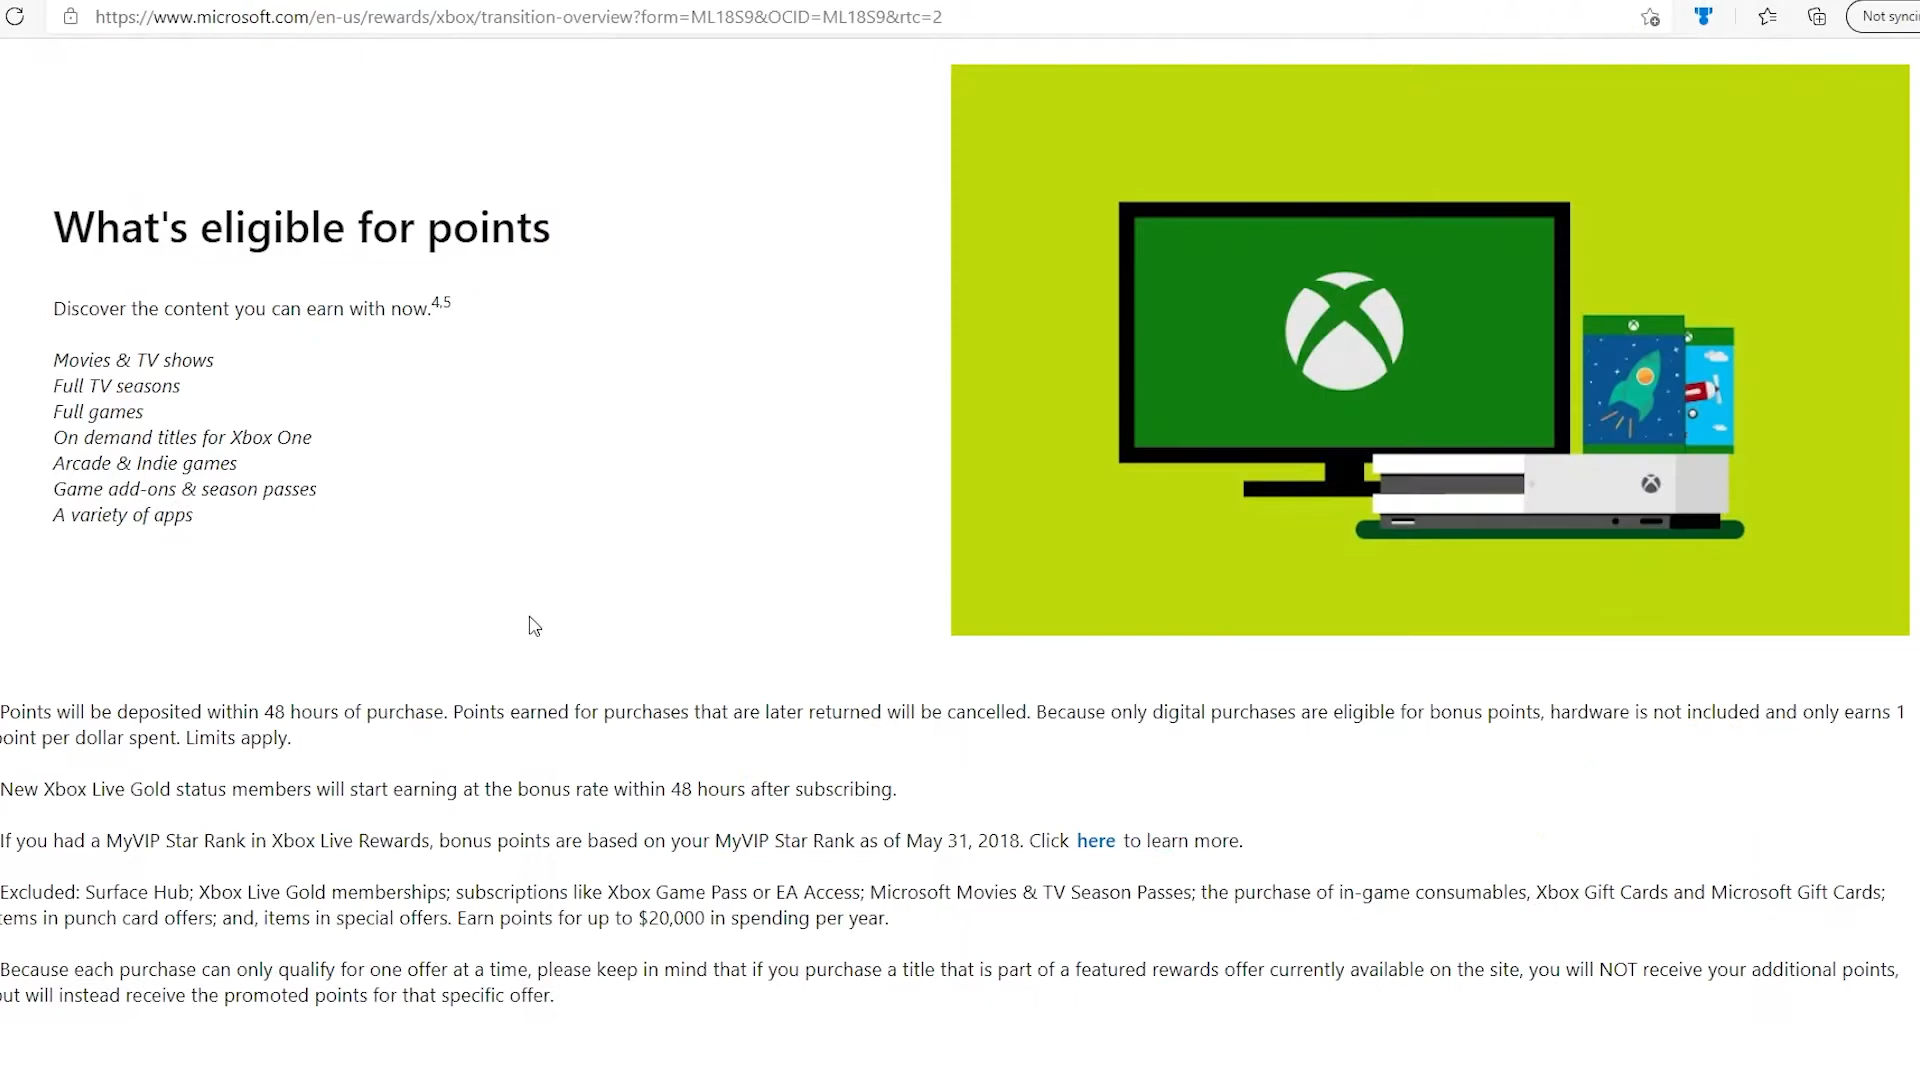 https://www.microsoft.com/en-us/rewards/xbox/transition-overview?form=ML18S9&OCID=ML18S9&rtc=2
Not
What's eligible for points
Discover the content you can earn with now.4,5
Movies & TV shows
Full TV seasons
Full games
On demand titles for Xbox One
Arcade & Indie games
Game add-ons & season passes
A variety of apps
Points will be deposited within 48 hours of purchase. Points earned for purchases that are later returned will be cancelled. Because only digital purchases are eligible for bonus points, hardware is not included and only earns 1
point per dollar spent. Limits apply.
New Xbox Live Gold status members will start earning at the bonus rate within 48 hours after subscribing.
If you had a MyVIP Star Rank in Xbox Live Rewards, bonus points are based on your MyVIP Star Rank as of May 31, 2018. Click here to learn more.
Excluded: Surface Hub; Xbox Live Gold memberships; subscriptions like Xbox Game Pass or EA Access; Microsoft Movies & TV Season Passes; the purchase of in-game consumables, Xbox Gift Cards and Microsoft Gift Cards;
items in punch card offers; and, items in special offers. Earn points for up to $20,000 in spending per year.
Because each purchase can only qualify for one offer at a time, please keep in mind that if you purchase a title that is part of a featured rewards offer currently available on the site, you will NOT receive your additional points,
but will instead receive the promoted points for that specific offer.